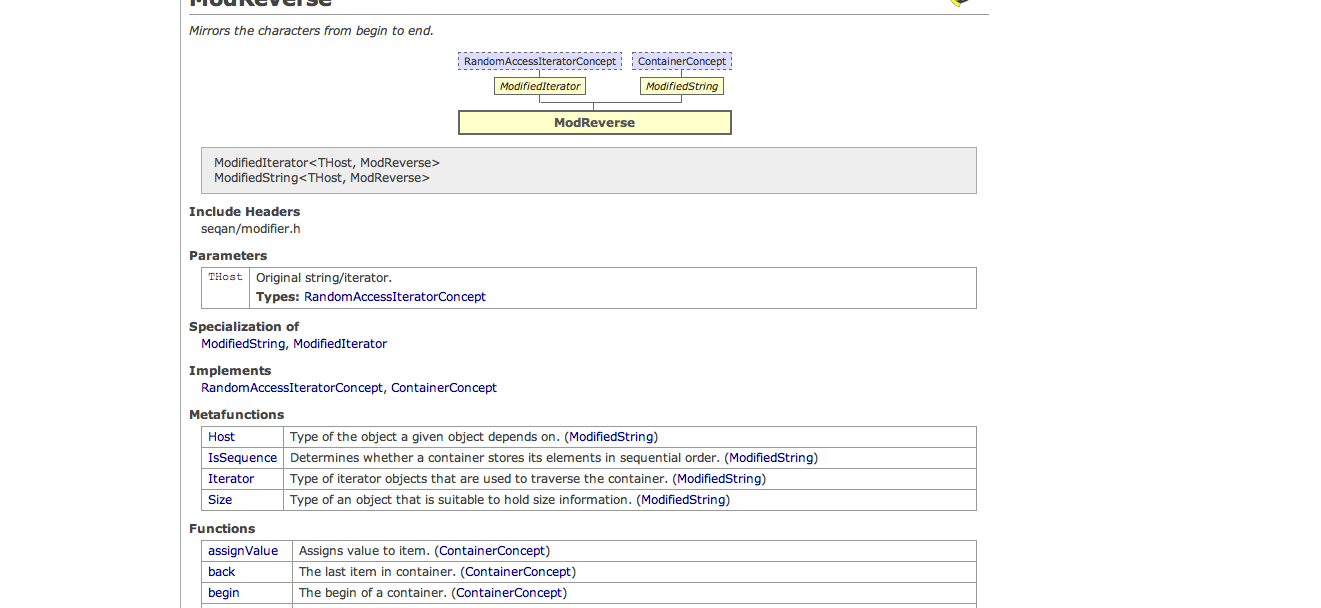 ModReverse
Mirrors the characters from begin to end.
RandomAccessIteratorConcept ContainerConcept
ModifiedIterator ModifiedString
ModReverse
ModifiedIterator<THost, ModReverse>
ModifiedString<THost, ModReverse>
Include Headers
seqan/modifier.h
Parameters
THost Original string/iterator.
Types: RandomAccessIteratorConcept
Specialization of
ModifiedString, ModifiedIterator
Implements
RandomAccessIteratorConcept, ContainerConcept
Metafunctions
Host Type of the object a given object depends on. (ModifiedString)
IsSequence Determines whether a container stores its elements in sequential order. (ModifiedString)
Iterator Type of iterator objects that are used to traverse the container. (ModifiedString)
Size Type of an object that is suitable to hold size information. (ModifiedString)
Functions
assignValue Assigns value to item. (ContainerConcept)
back The last item in container. (ContainerConcept)
begin The begin of a container. (ContainerConcept)